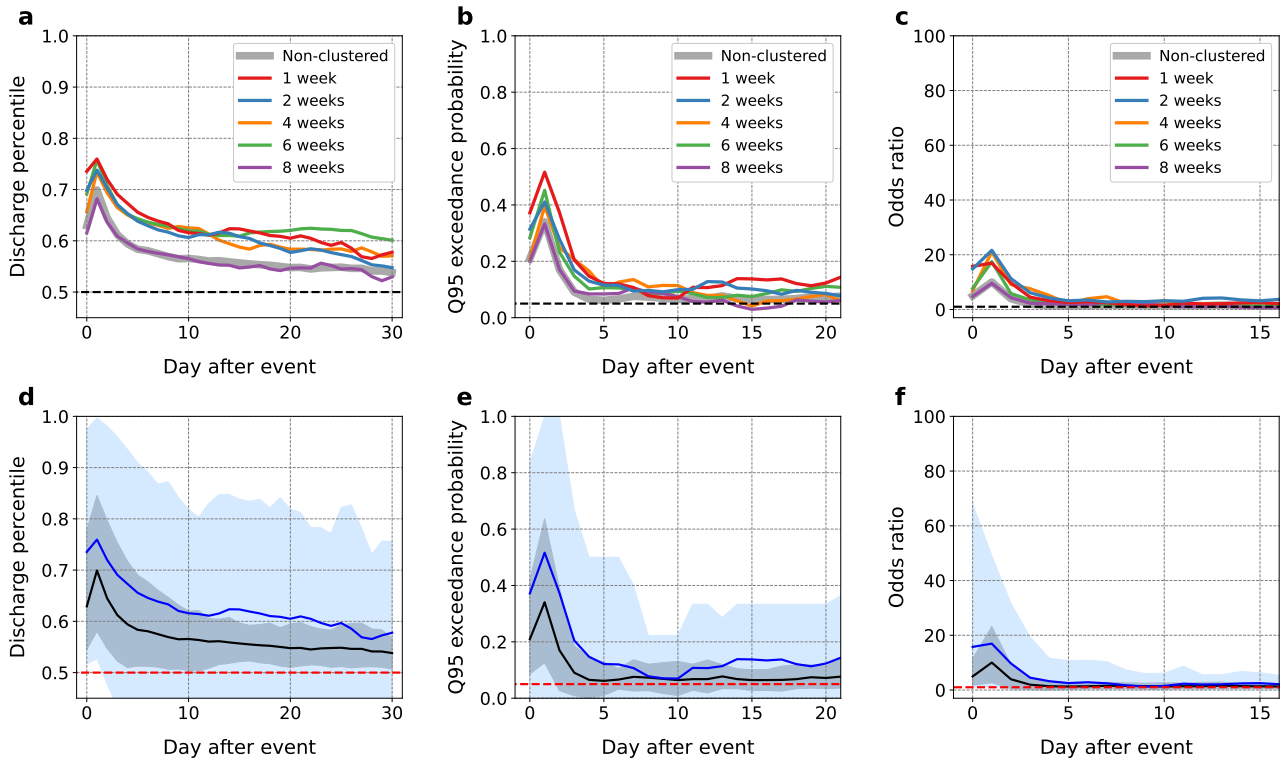 a
Discharge percentile
1.0
0.9
0.8
0.7
0.6
0.5
0
10
20
30
Day after event
Non-clustered
1 week
2 weeks
4 weeks
6 weeks
8 weeks
b
Q95 exceedance probability
1.0
0.8
0.6
0.4
0.2
0.0
0
5
10
15
20
Day after event
Non-clustered
1 week
2 weeks
4 weeks
6 weeks
8 weeks
c
Odds ratio
100
80
60
40
20
0
0
5
10
15
Day after event
Non-clustered
1 week
2 weeks
4 weeks
6 weeks
8 weeks
d
Discharge percentile
1.0
0.9
0.8
0.7
0.6
0.5
0
10
20
30
Day after event
e
Q95 exceedance probability
1.0
0.8
0.6
0.4
0.2
0.0
0
5
10
15
20
Day after event
f
Odds ratio
100
80
60
40
20
0
0
5
10
15
Day after event